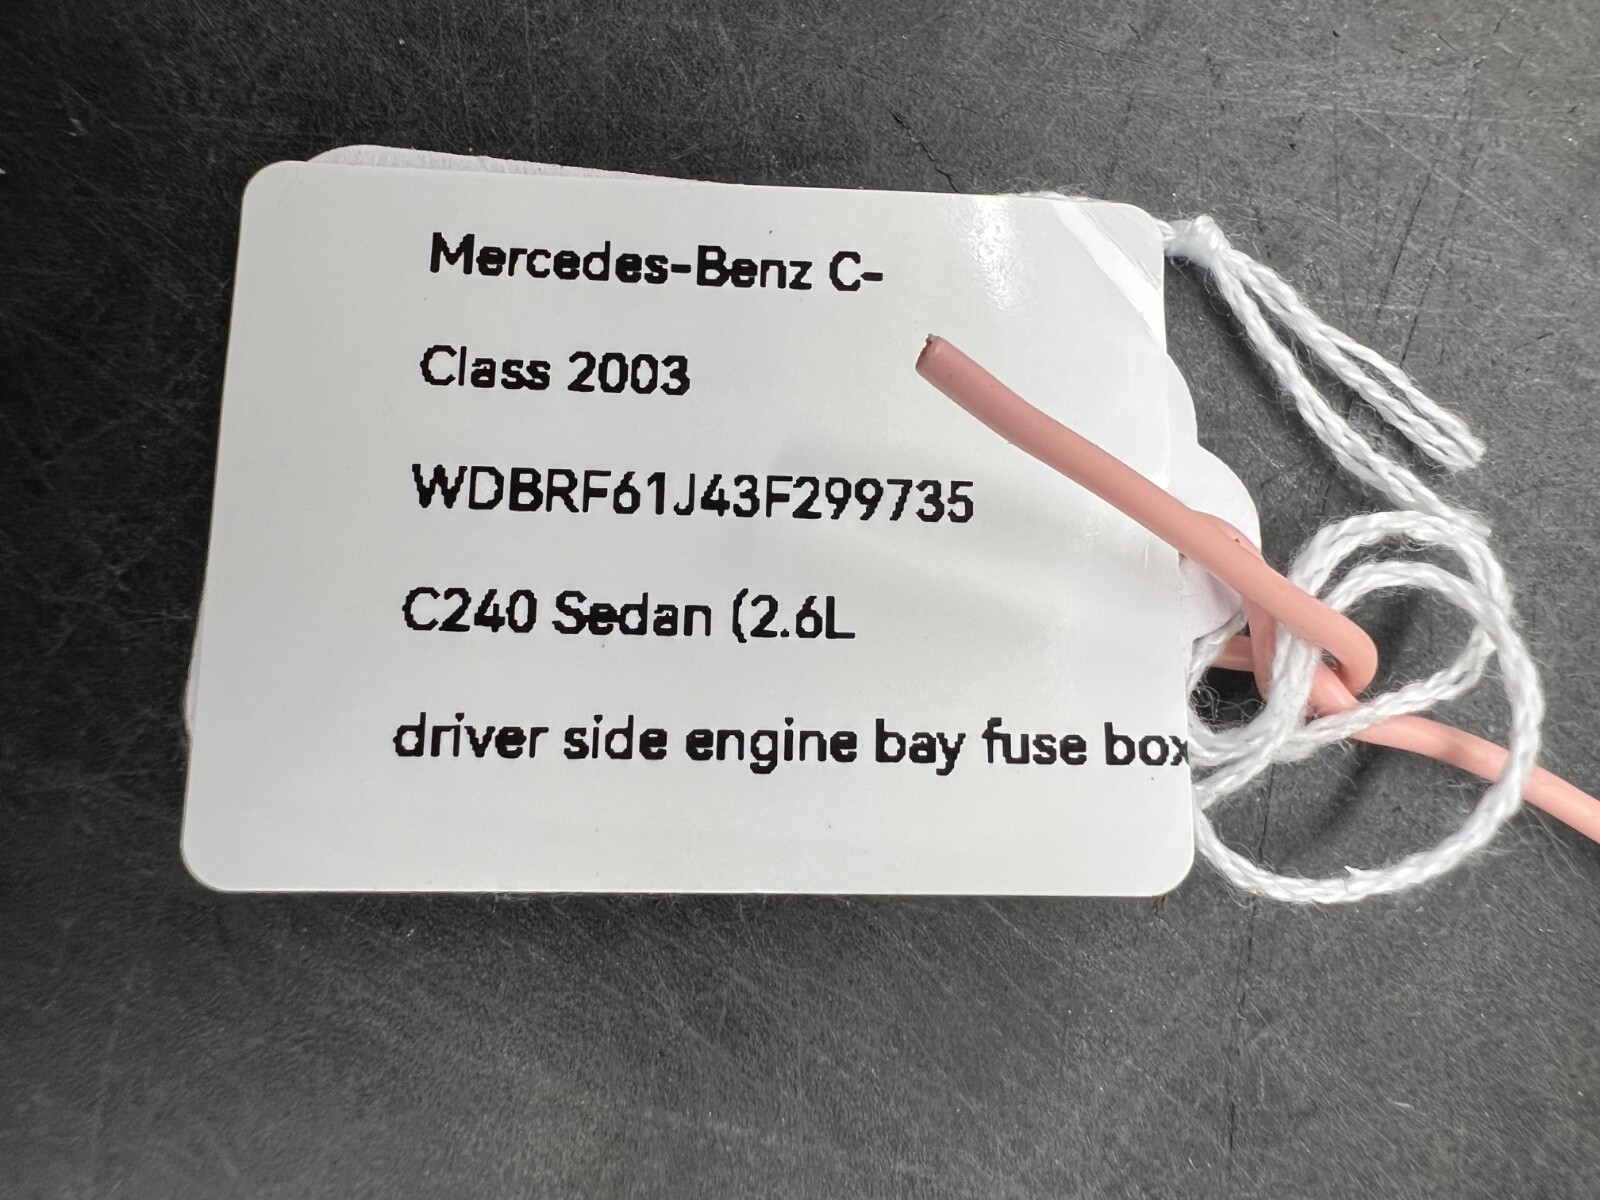 Mercedes-Benz C-
Class 2003
WDBRF61J43F299735
C240 Sedan (2.6L
driver side engine bay fuse box